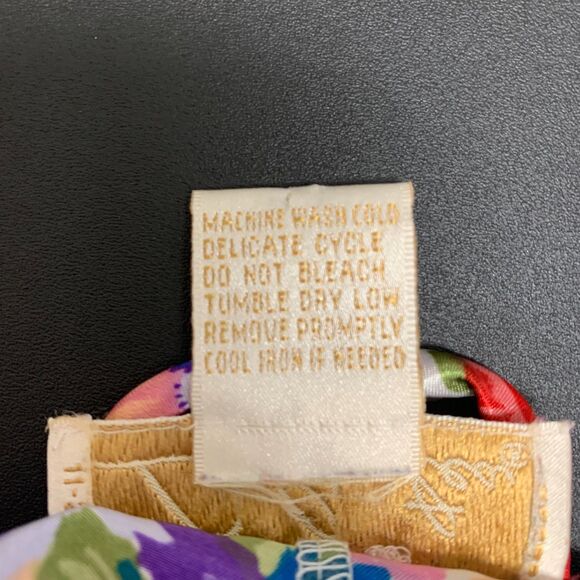 MACHINE WASH COLD
DELICATE CYCLE
DO NOT BLEACH
TUMBLE DRY LOW
REMOVE PROMPTLY
COOL IRON IF NEEDED